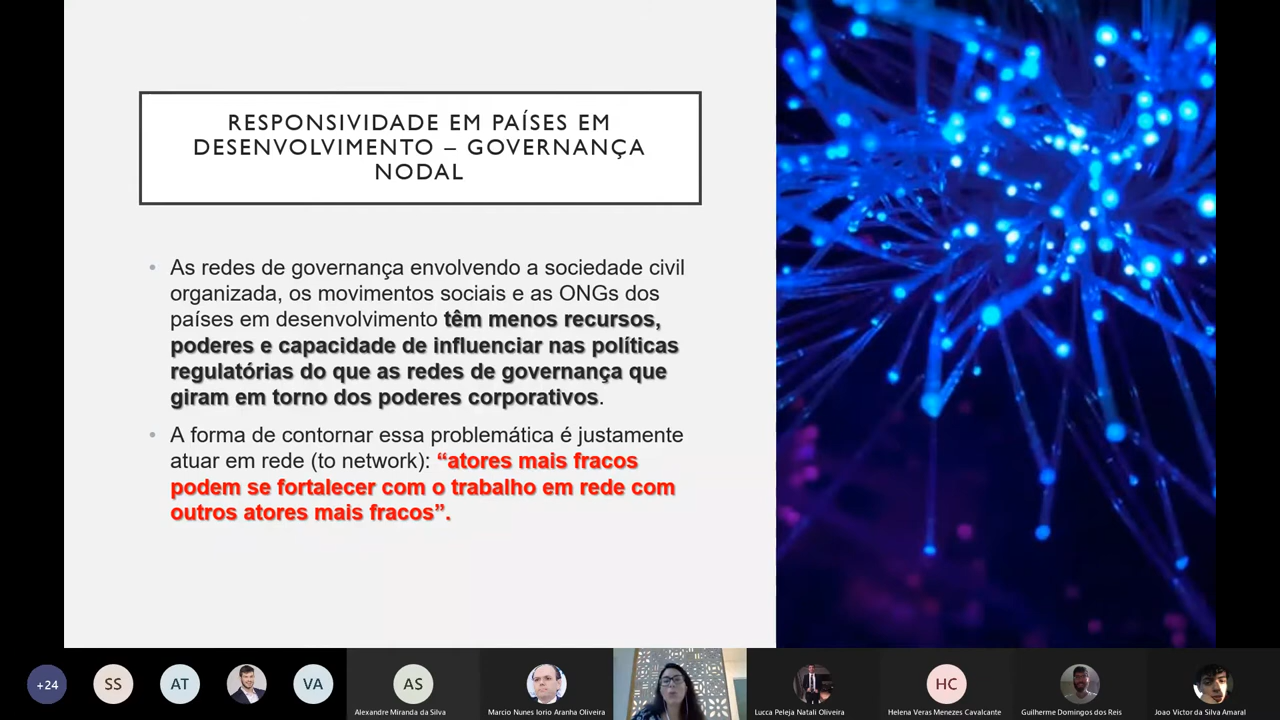 RESPONSIVIDADE EM PAÍSES EM
DESENVOLVIMENTO – GOVERNANÇA
NODAL
• As redes de governança envolvendo a sociedade civil
organizada, os movimentos sociais e as ONGs dos
países em desenvolvimento têm menos recursos,
poderes e capacidade de influenciar nas políticas
regulatórias do que as redes de governança que
giram em torno dos poderes corporativos.
• A forma de contornar essa problemática é justamente
atuar em rede (to network): “atores mais fracos
podem se fortalecer com o trabalho em rede com
outros atores mais fracos”.
+24
SS
AT
VA
AS
HC
Alexandre Miranda da Silva
Marcio Nunes Iorio Aranha Oliveira
Lucca Peleja Natali Oliveira
Helena Veras Menezes Cavalcante
Guilherme Domingos dos Reis
Joao Victor da Silva Amaral